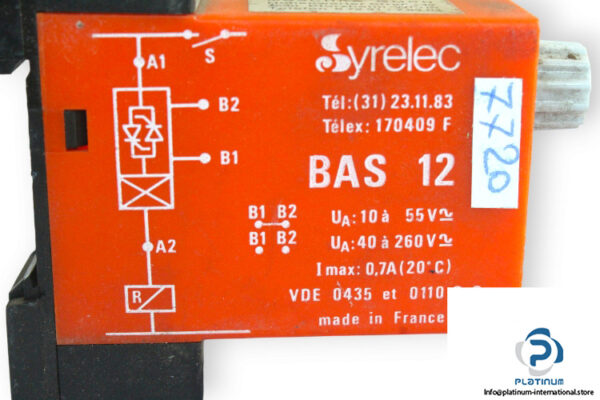 Syrelec
Tél:(31) 23.11.83
Télex: 170409 F
7720
BAS 12
A1
S
B2
B1
A2
R
B1 B2
B1 B2
UA: 10 à 55V≂
UA: 40 à 260V≂
I max: 0,7A (20°C)
VDE 0435 et 0110
made in France
P
PLATINUM
Info@platinum-international.store